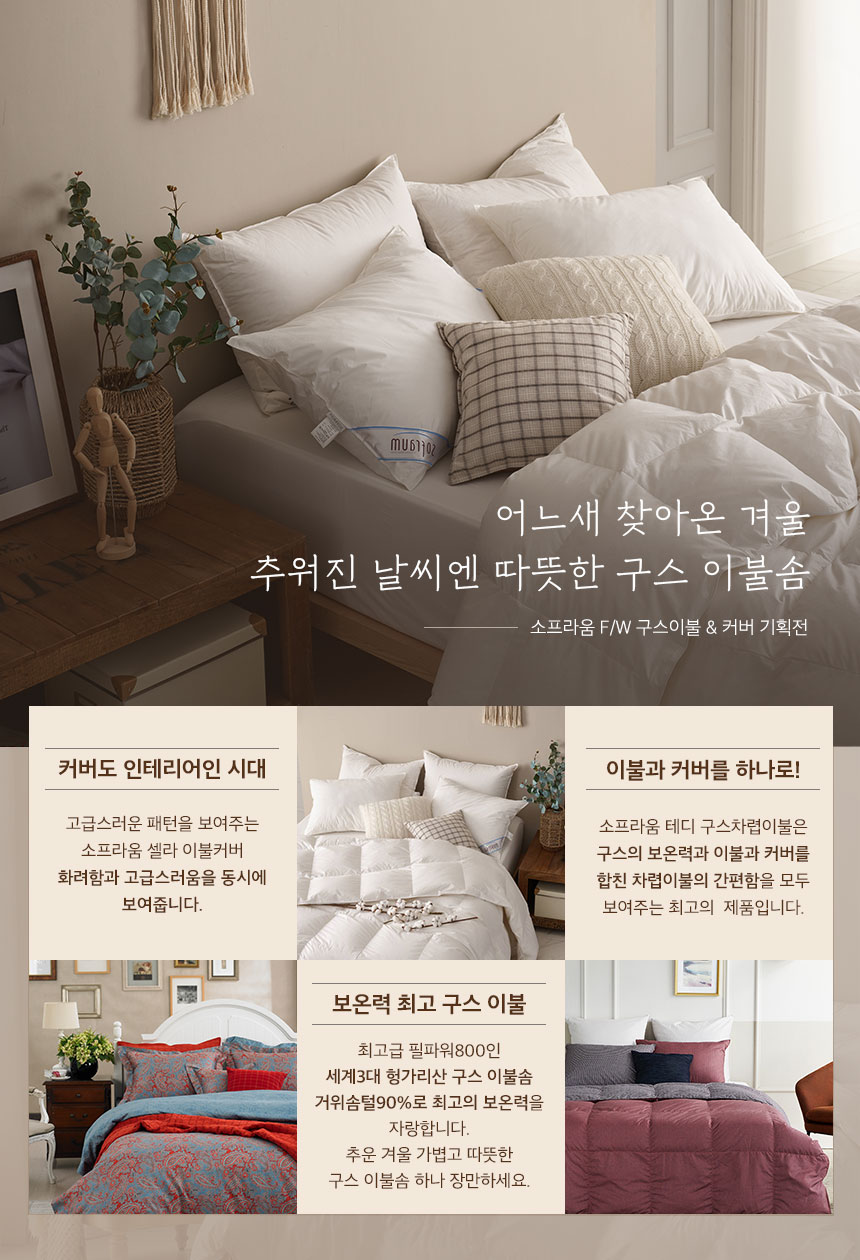 sofraum
어느새 찾아온 겨울
추워진 날씨엔 따뜻한 구스 이불솜
소프라움 F/W 구스이불 & 커버 기획전
커버도 인테리어인 시대
고급스러운 패턴을 보여주는
소프라움 셀라 이불커버
화려함과 고급스러움을 동시에
보여줍니다.
이불과 커버를 하나로!
소프라움 테디 구스차렵이불은
구스의 보온력과 이불과 커버를
합친 차렵이불의 간편함을 모두
보여주는 최고의 제품입니다.
보온력 최고 구스 이불
최고급 필파워800인
세계3대 헝가리산 구스 이불솜
거위솜털90%로 최고의 보온력을
자랑합니다.
추운 겨울 가볍고 따뜻한
구스 이불솜 하나 장만하세요.